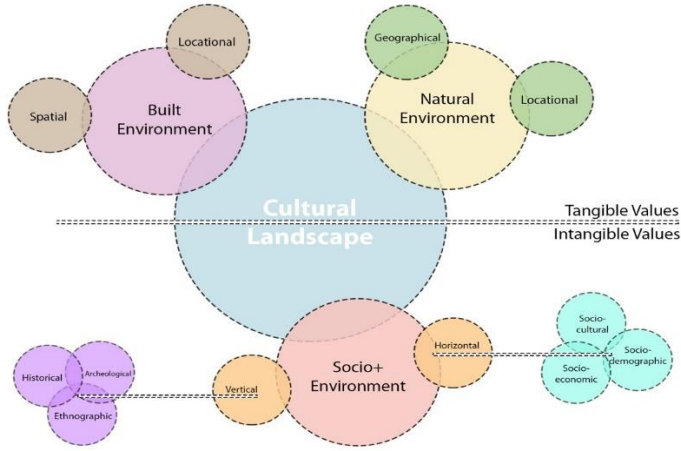 Locational
Geographical
Built
Environment
Natural
Environment
Locational
Spatial
Cultural
Landscape
Tangible Values
Intangible Values
Socio-
cultural
Horizontal
Socio-
demographic
Historical
Archeological
Socio+
Environment
Socio-
economic
Vertical
Ethnographic